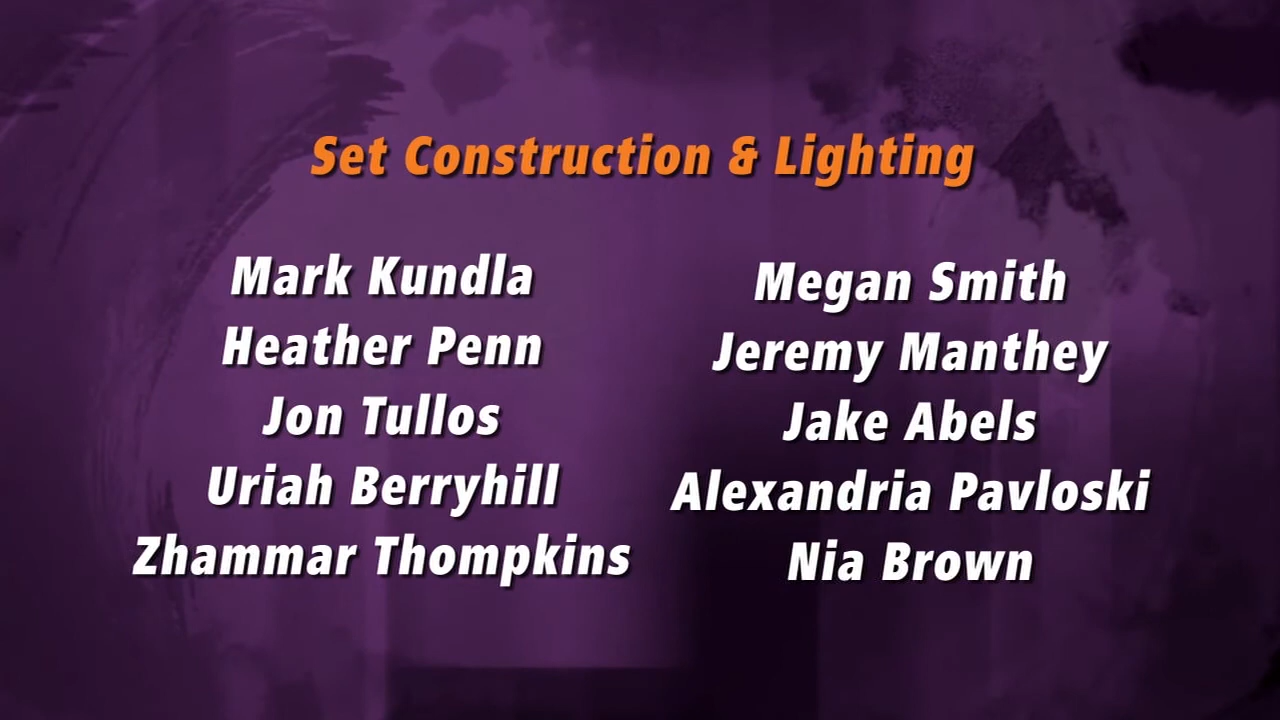 Set Construction & Lighting
Mark Kundla
Heather Penn
Jon Tullos
Uriah Berryhill
Zhammar Thompkins
Megan Smith
Jeremy Manthey
Jake Abels
Alexandria Pavloski
Nia Brown